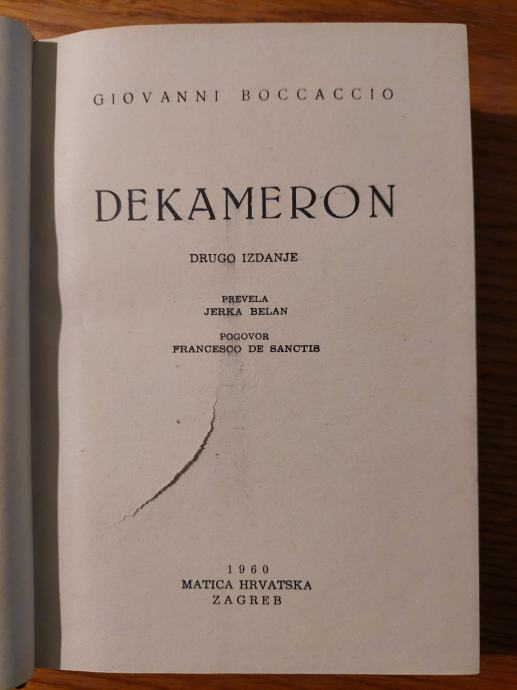 GIOVANNI BOCCACCIO
DEKAMERON
DRUGO IZDANJE
PREVELA
JERKA BELAN
POGOVOR
FRANCESCO DE SANCTIS
1960
MATICA HRVATSKA
ZAGREB